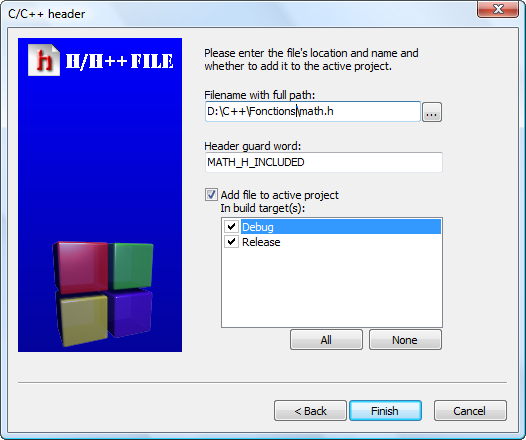 C/C++ header
H/H++ FILE
h
Please enter the file's location and name and
whether to add it to the active project.
Filename with full path:
D:\C++\Fonctions\math.h
...
Header guard word:
MATH_H_INCLUDED
Add file to active project
In build target(s):
Debug
Release
All
None
< Back
Finish
Cancel